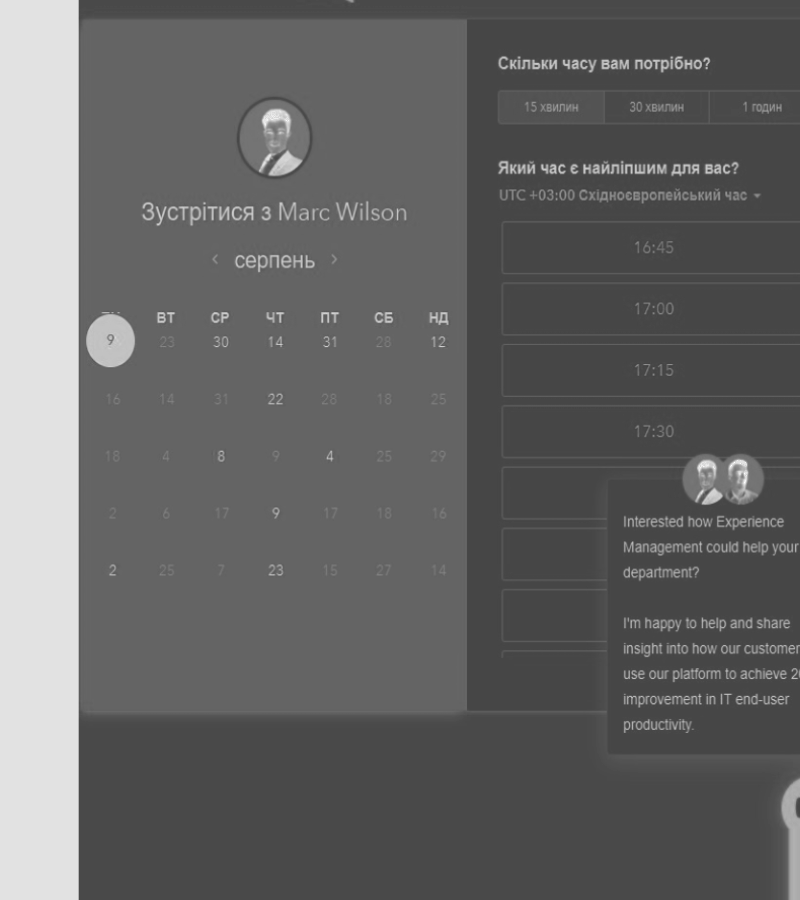 Зустрітися з Marc Wilson
серпень
ВТ СР ЧТ ПТ СБ НД
9 23 30 14 31 28 12
16 14 31 22 28 18 25
18 4 8 9 4 25 29
2 6 17 9 17 18 16
2 25 7 23 15 27 14
Скільки часу вам потрібно?
15 хвилин 30 хвилин 1 годин
Який час є найліпшим для вас?
UTC +03:00 Східноєвропейський час
16:45
17:00
17:15
17:30
Interested how Experience
Management could help your
department?
I'm happy to help and share
insight into how our customer
use our platform to achieve
improvement in IT end-user
productivity.